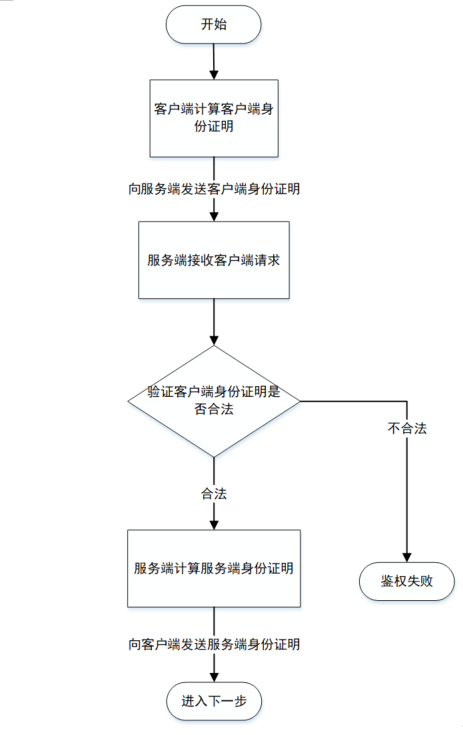 开始
客户端计算客户端身
份证明
向服务端发送客户端身份证明
服务端接收客户端请求
验证客户端身份证明是
否合法
不合法
合法
服务端计算服务端身份证明
鉴权失败
向客户端发送服务端身份证明
进入下一步